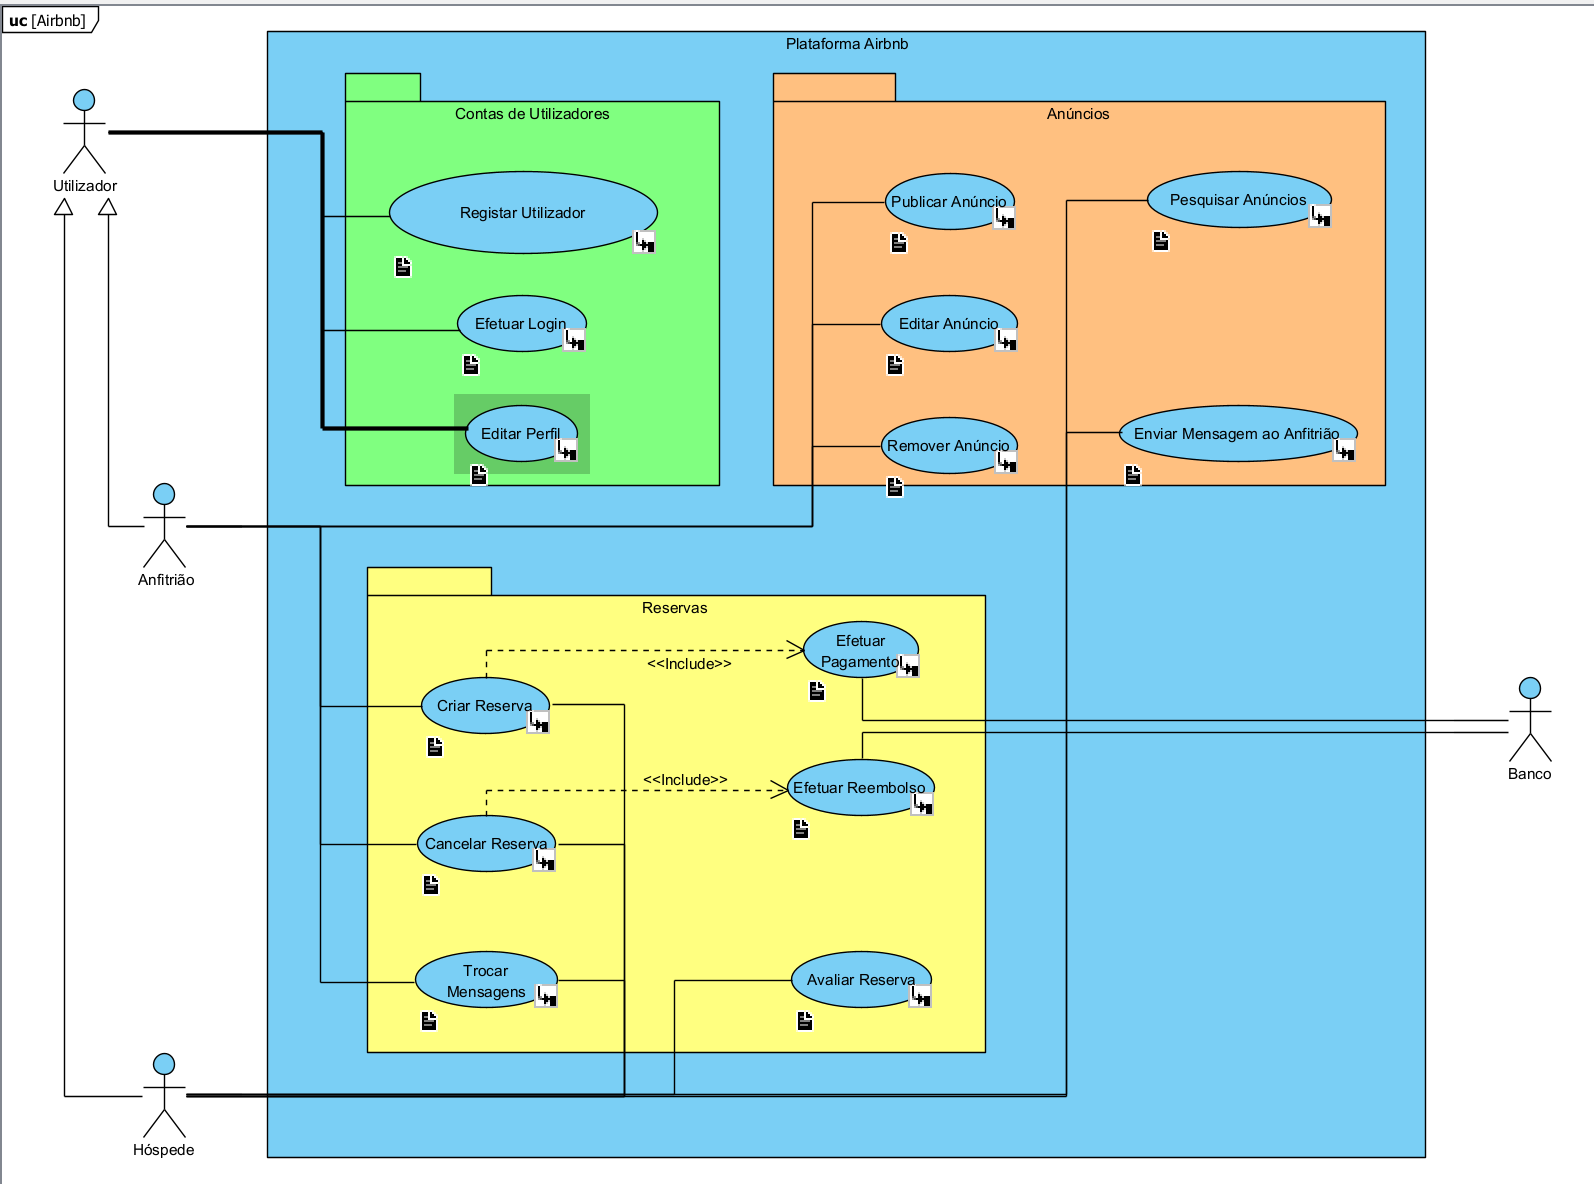 uc [Airbnb]
Plataforma Airbnb
Contas de Utilizadores
Anúncios
Utilizador
Registar Utilizador
Publicar Anúncio
Pesquisar Anúncios
Efetuar Login
Editar Anúncio
Editar Perfil
Remover Anúncio
Enviar Mensagem ao Anfitrião
Anfitrião
Reservas
Efetuar
Pagamento
<<Include>>
Criar Reserva
Banco
<<Include>>
Efetuar Reembolso
Cancelar Reserva
Trocar
Mensagens
Avaliar Reserva
Hóspede